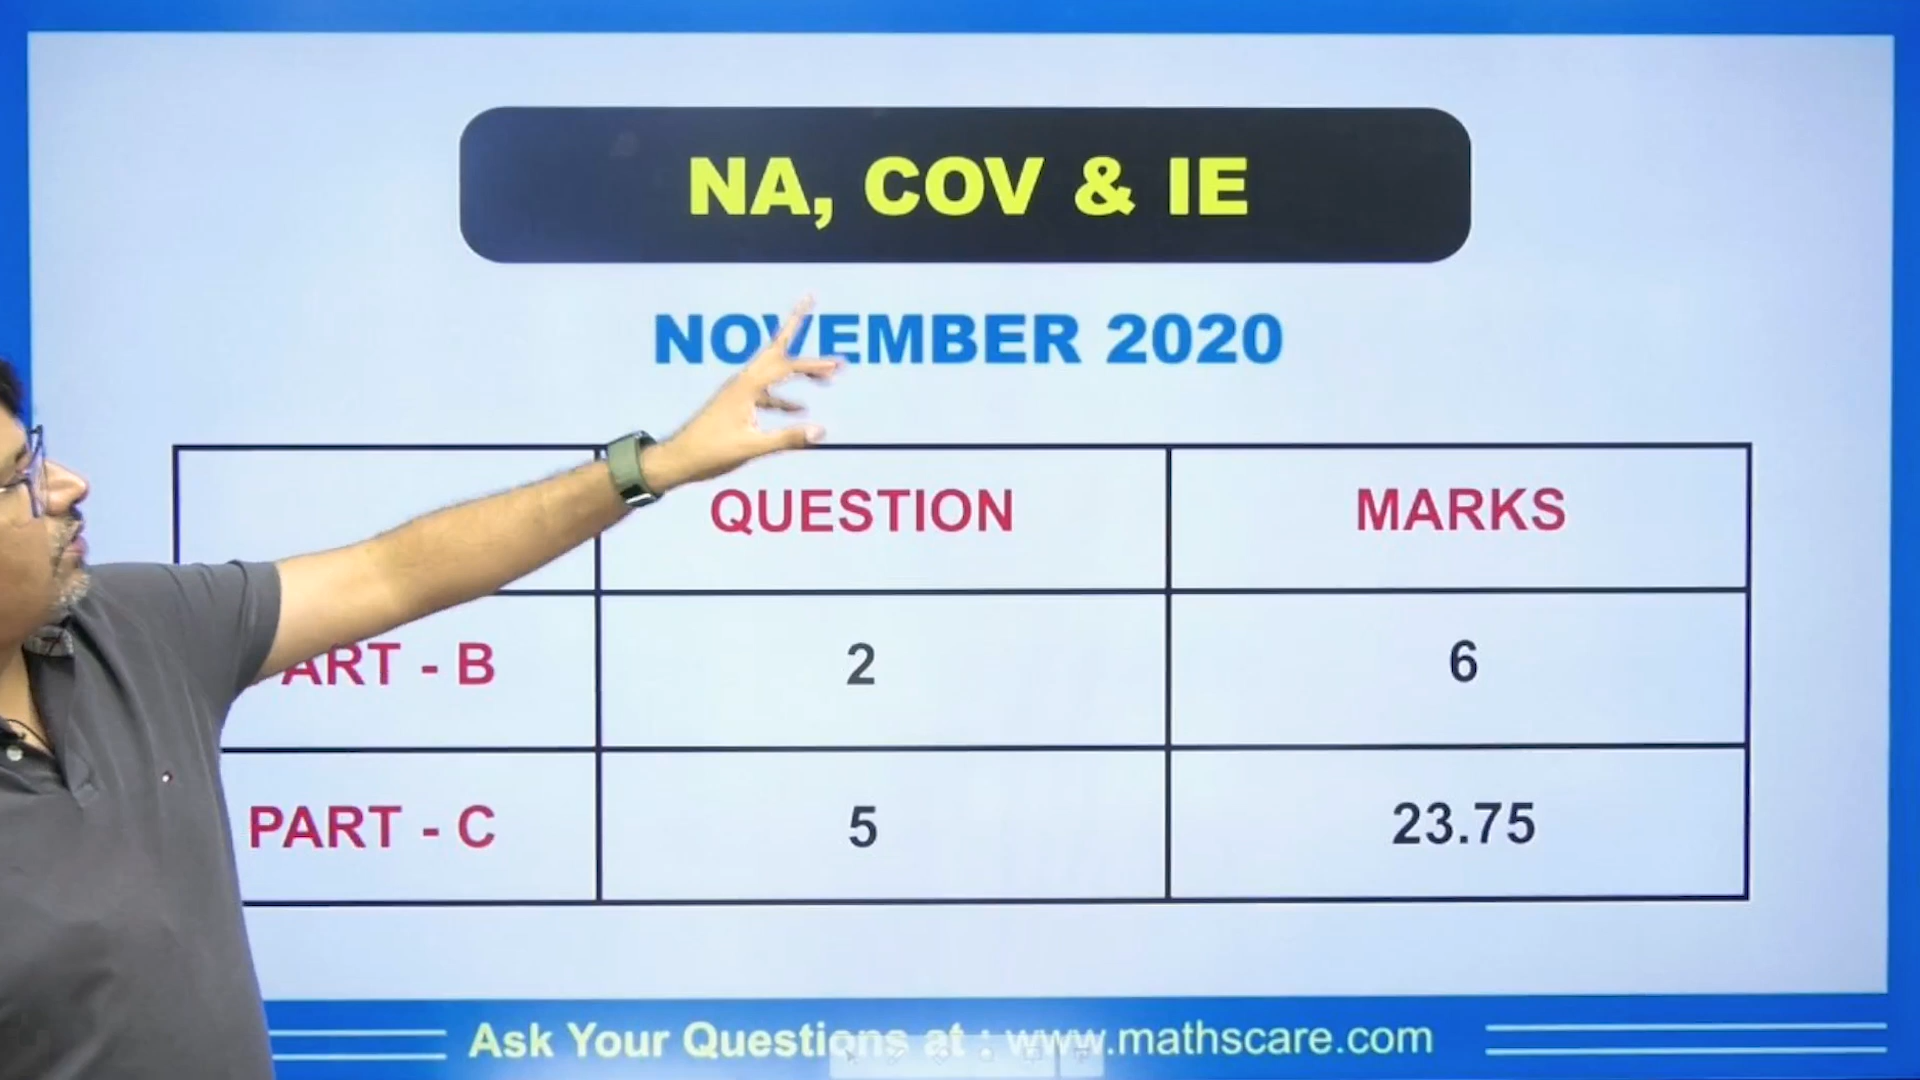 NA, COV & IE
NOVEMBER 2020
QUESTION MARKS
PART - B 2 6
PART - C 5 23.75
Ask Your Questions at : www.mathscare.com